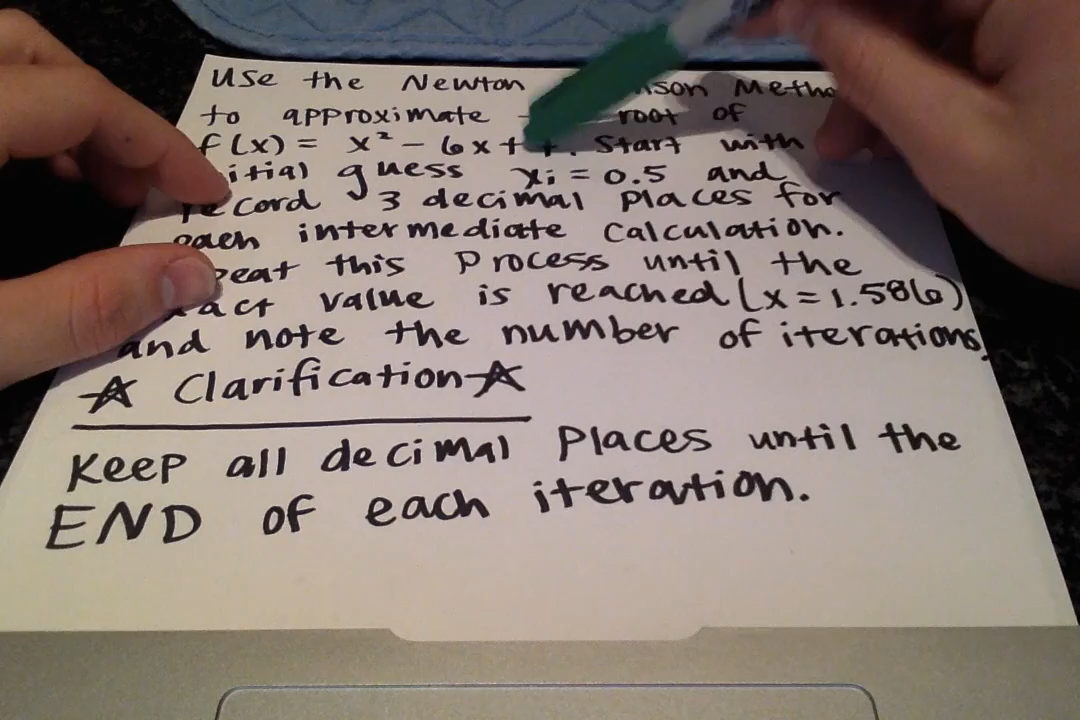 Use the Newton Metho
to approximate root of
f(x) = x² - 6x + . Start with
itial guess xi = 0.5 and
record 3 decimal places for
each intermediate calculation.
peat this process until the
act value is reached (x = 1.586)
and note the number of iterations.
☆ Clarification ☆
Keep all decimal places until the
END of each iteration.